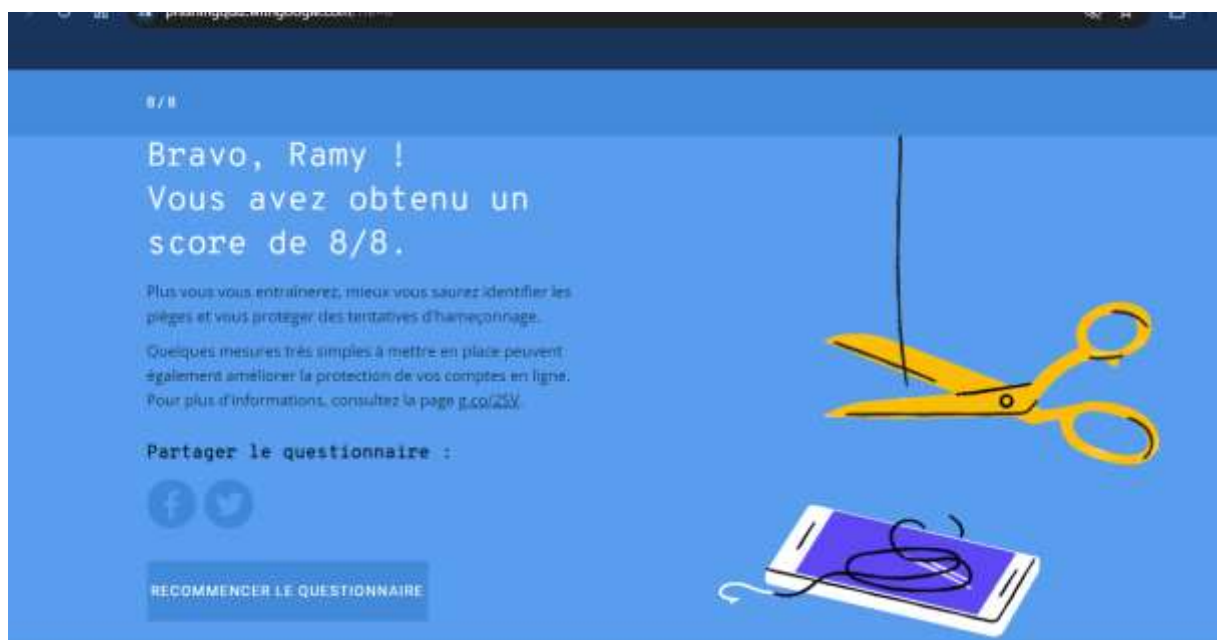 8/8
Bravo, Ramy !
Vous avez obtenu un
score de 8/8.
Plus vous vous entraînerez, mieux vous saurez identifier les
pièges et vous protéger des tentatives d'hameçonnage.
Quelques mesures très simples à mettre en place peuvent
également améliorer la protection de vos comptes en ligne.
Pour plus d'informations, consultez la page g.co/2SV.
Partager le questionnaire :
RECOMMENCER LE QUESTIONNAIRE